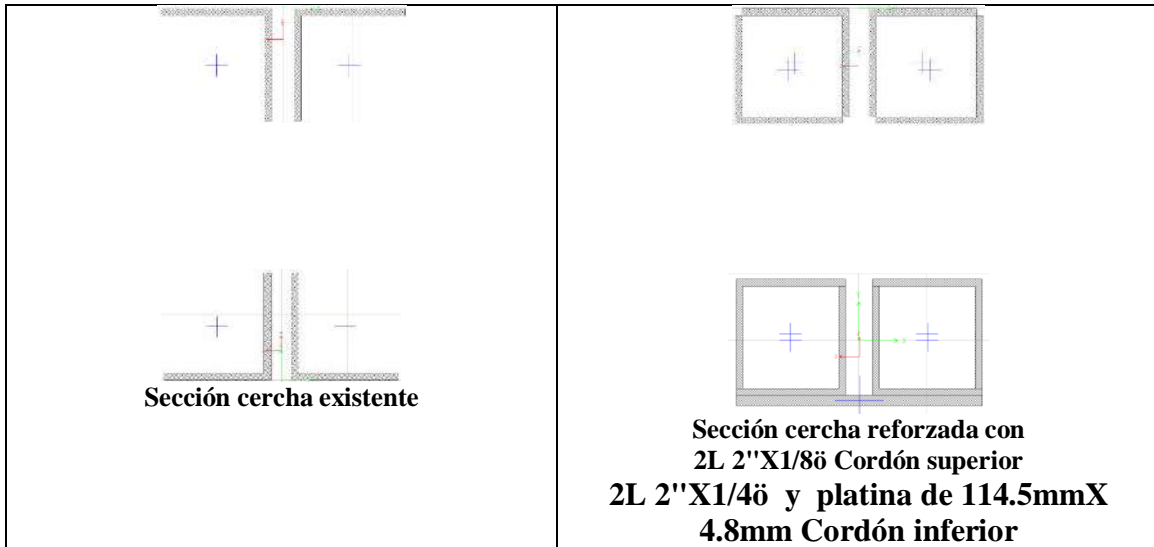 Sección cercha existente
Sección cercha reforzada con
2L 2"X1/8ö Cordón superior
2L 2"X1/4ö y platina de 114.5mmX
4.8mm Cordón inferior